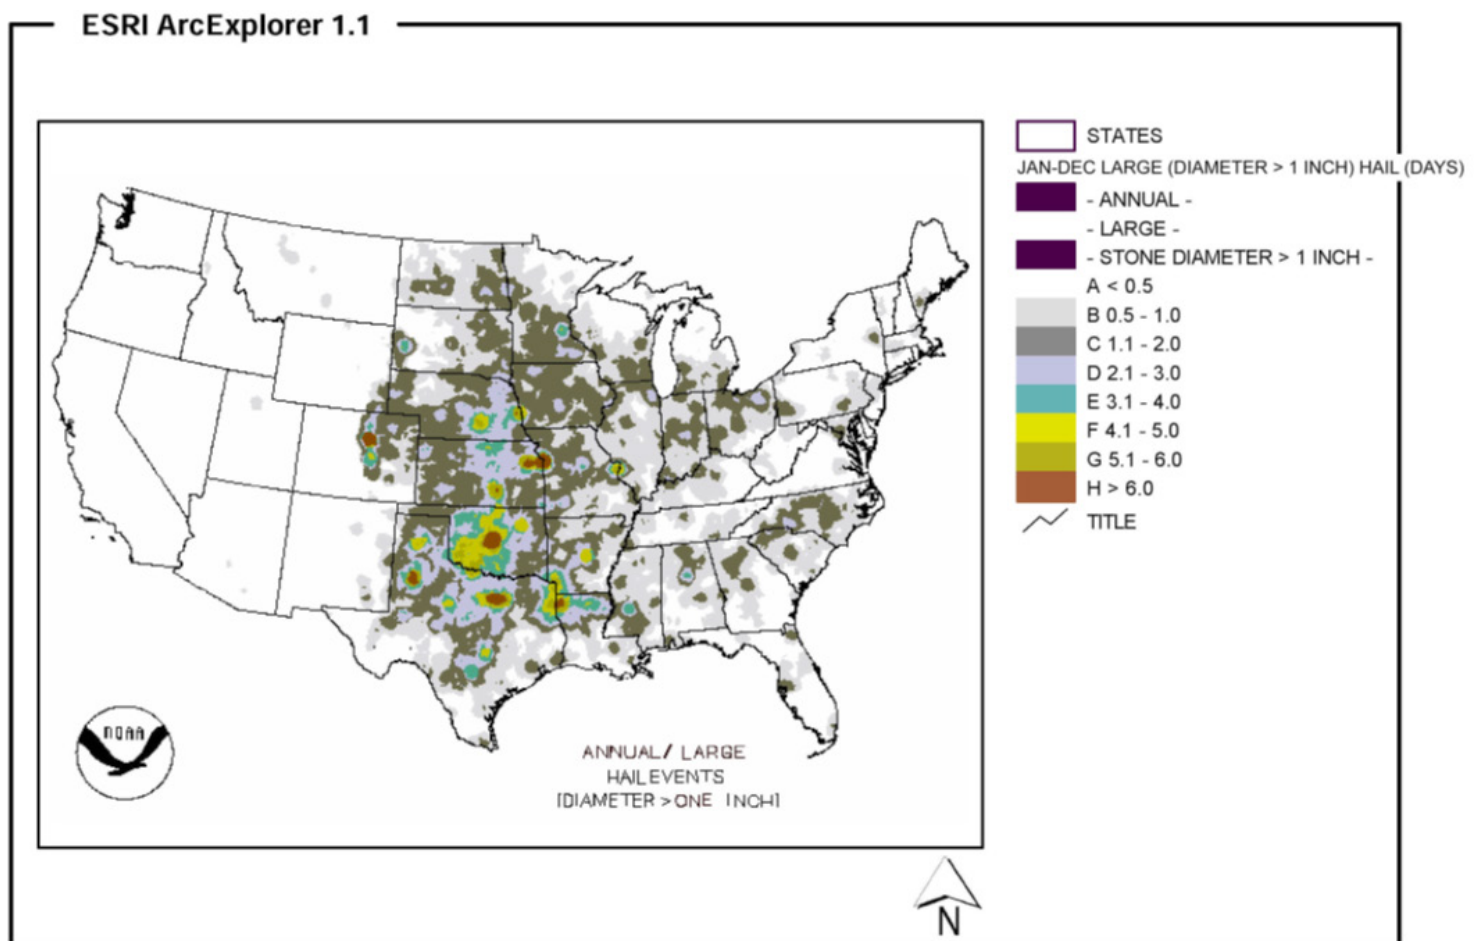 ESRI ArcExplorer 1.1
STATES
JAN-DEC LARGE (DIAMETER > 1 INCH) HAIL (DAYS)
- ANNUAL -
- LARGE -
- STONE DIAMETER > 1 INCH -
A < 0.5
B 0.5 - 1.0
C 1.1 - 2.0
D 2.1 - 3.0
E 3.1 - 4.0
F 4.1 - 5.0
G 5.1 - 6.0
H > 6.0
TITLE
NOAA
ANNUAL/ LARGE
HAIL EVENTS
[DIAMETER > ONE INCH]
N